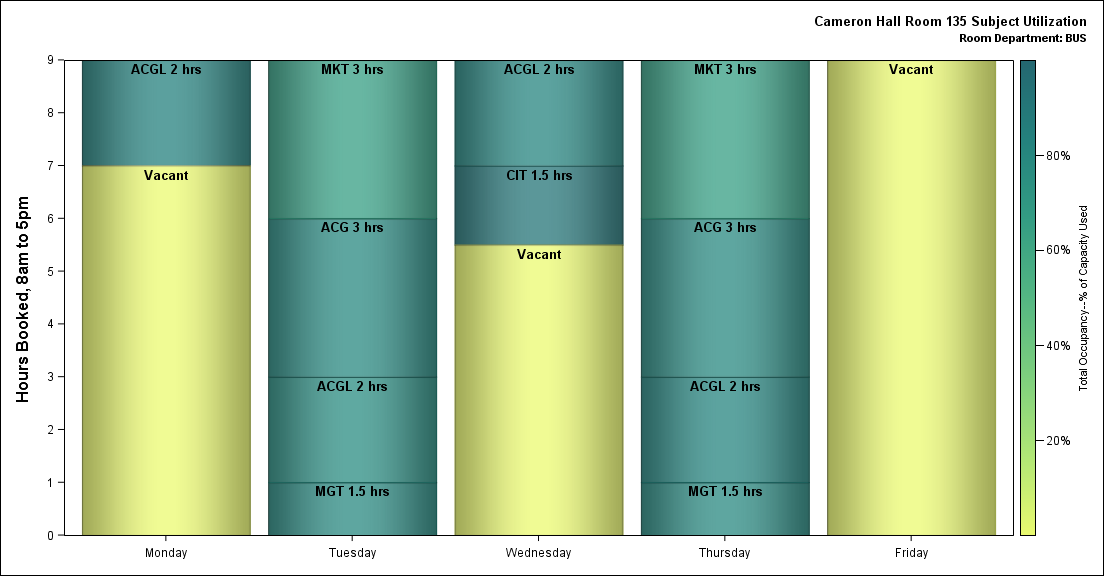 Cameron Hall Room 135 Subject Utilization
Room Department: BUS
Hours Booked, 8am to 5pm
9
8
7
6
5
4
3
2
1
0
ACGL 2 hrs
Vacant
MKT 3 hrs
ACG 3 hrs
ACGL 2 hrs
MGT 1.5 hrs
ACGL 2 hrs
CIT 1.5 hrs
Vacant
MKT 3 hrs
ACG 3 hrs
ACGL 2 hrs
MGT 1.5 hrs
Vacant
Monday
Tuesday
Wednesday
Thursday
Friday
80%
60%
40%
20%
Total Occupancy--% of Capacity Used